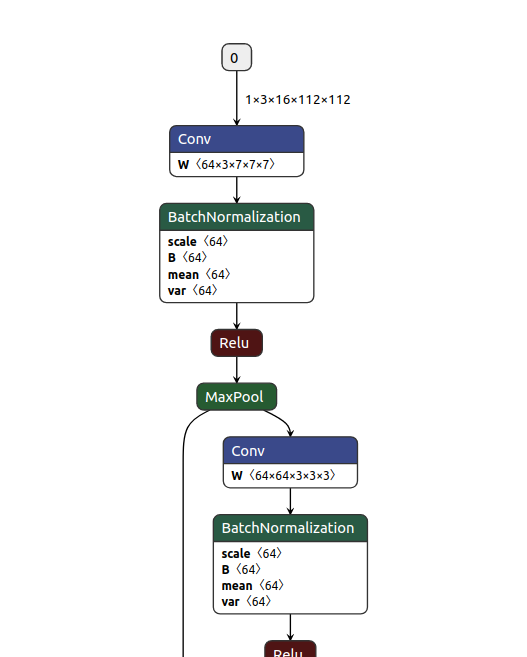 0
1×3×16×112×112
Conv
W〈64×3×7×7×7〉
BatchNormalization
scale〈64〉
B〈64〉
mean〈64〉
var〈64〉
Relu
MaxPool
Conv
W〈64×64×3×3×3〉
BatchNormalization
scale〈64〉
B〈64〉
mean〈64〉
var〈64〉
Relu